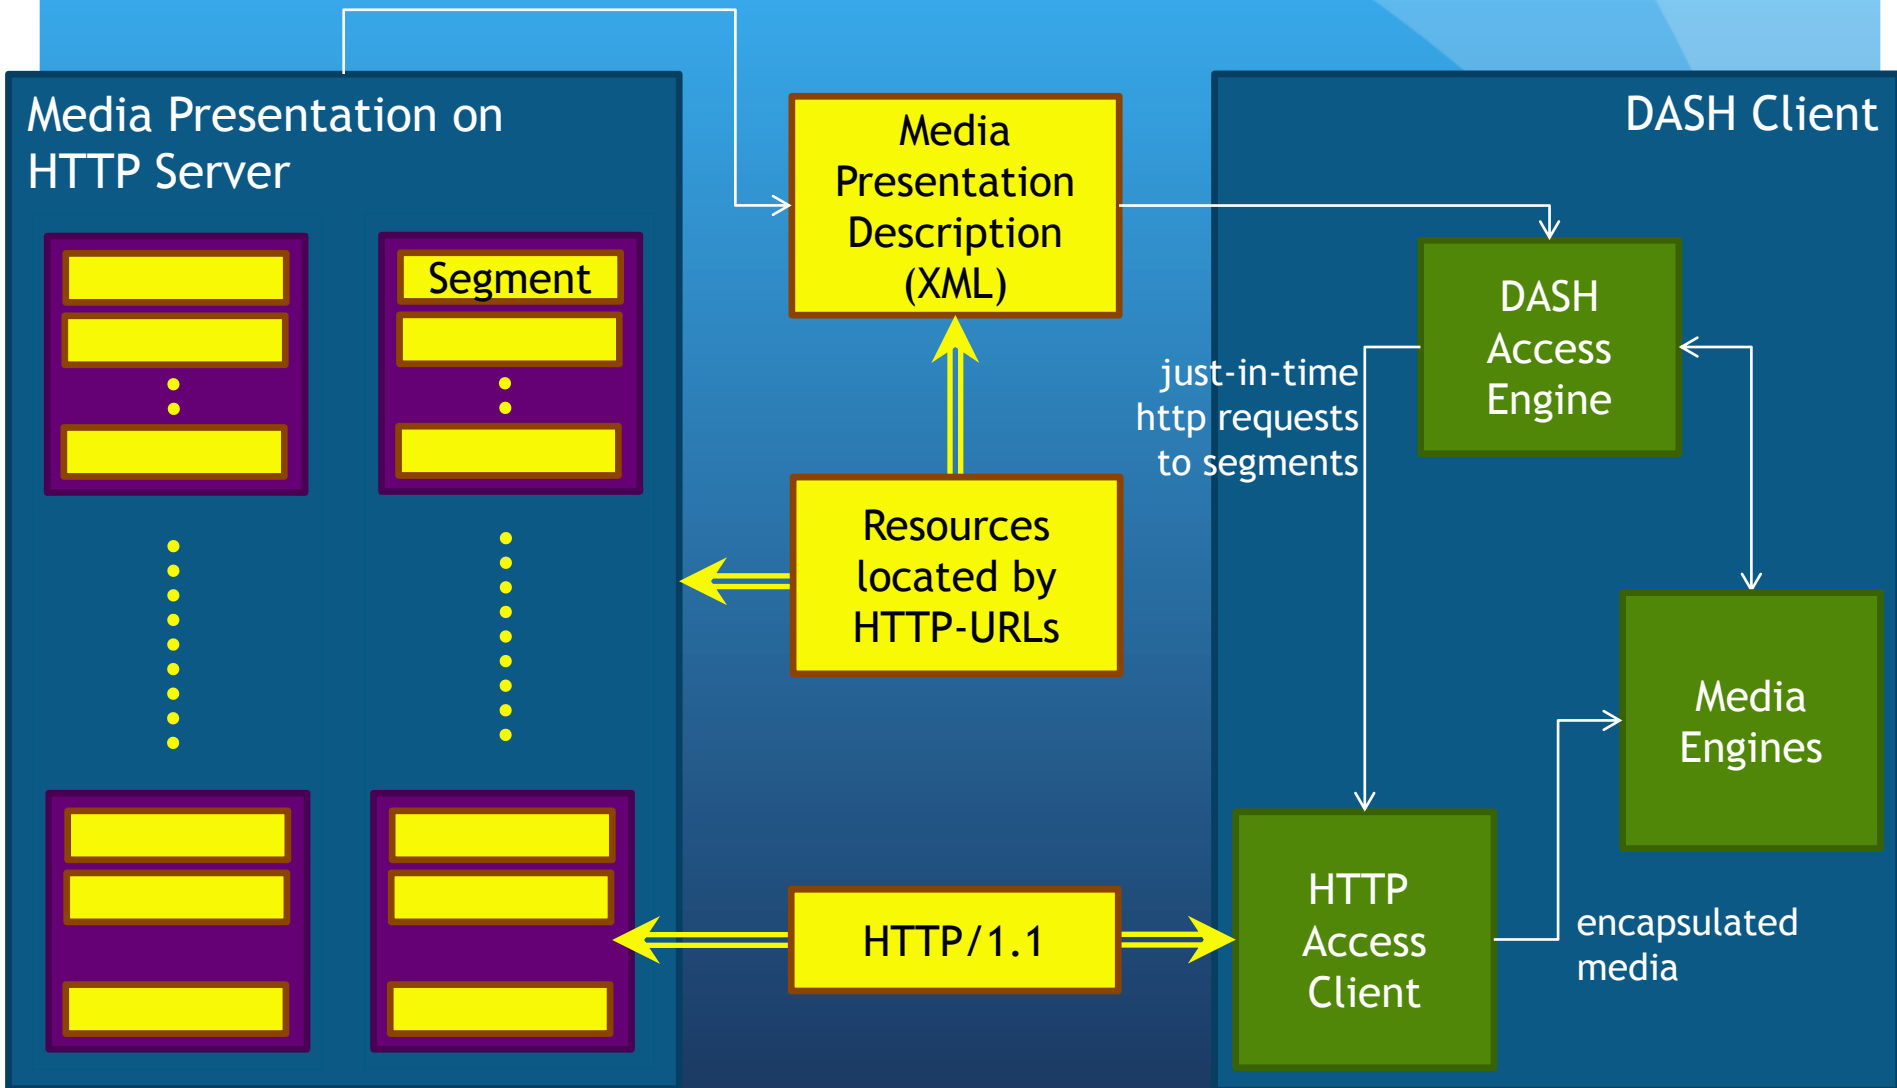 Media Presentation on
HTTP Server
Segment
Media
Presentation
Description
(XML)
Resources
located by
HTTP-URLs
HTTP/1.1
DASH Client
DASH
Access
Engine
just-in-time
http requests
to segments
Media
Engines
HTTP
Access
Client
encapsulated
media